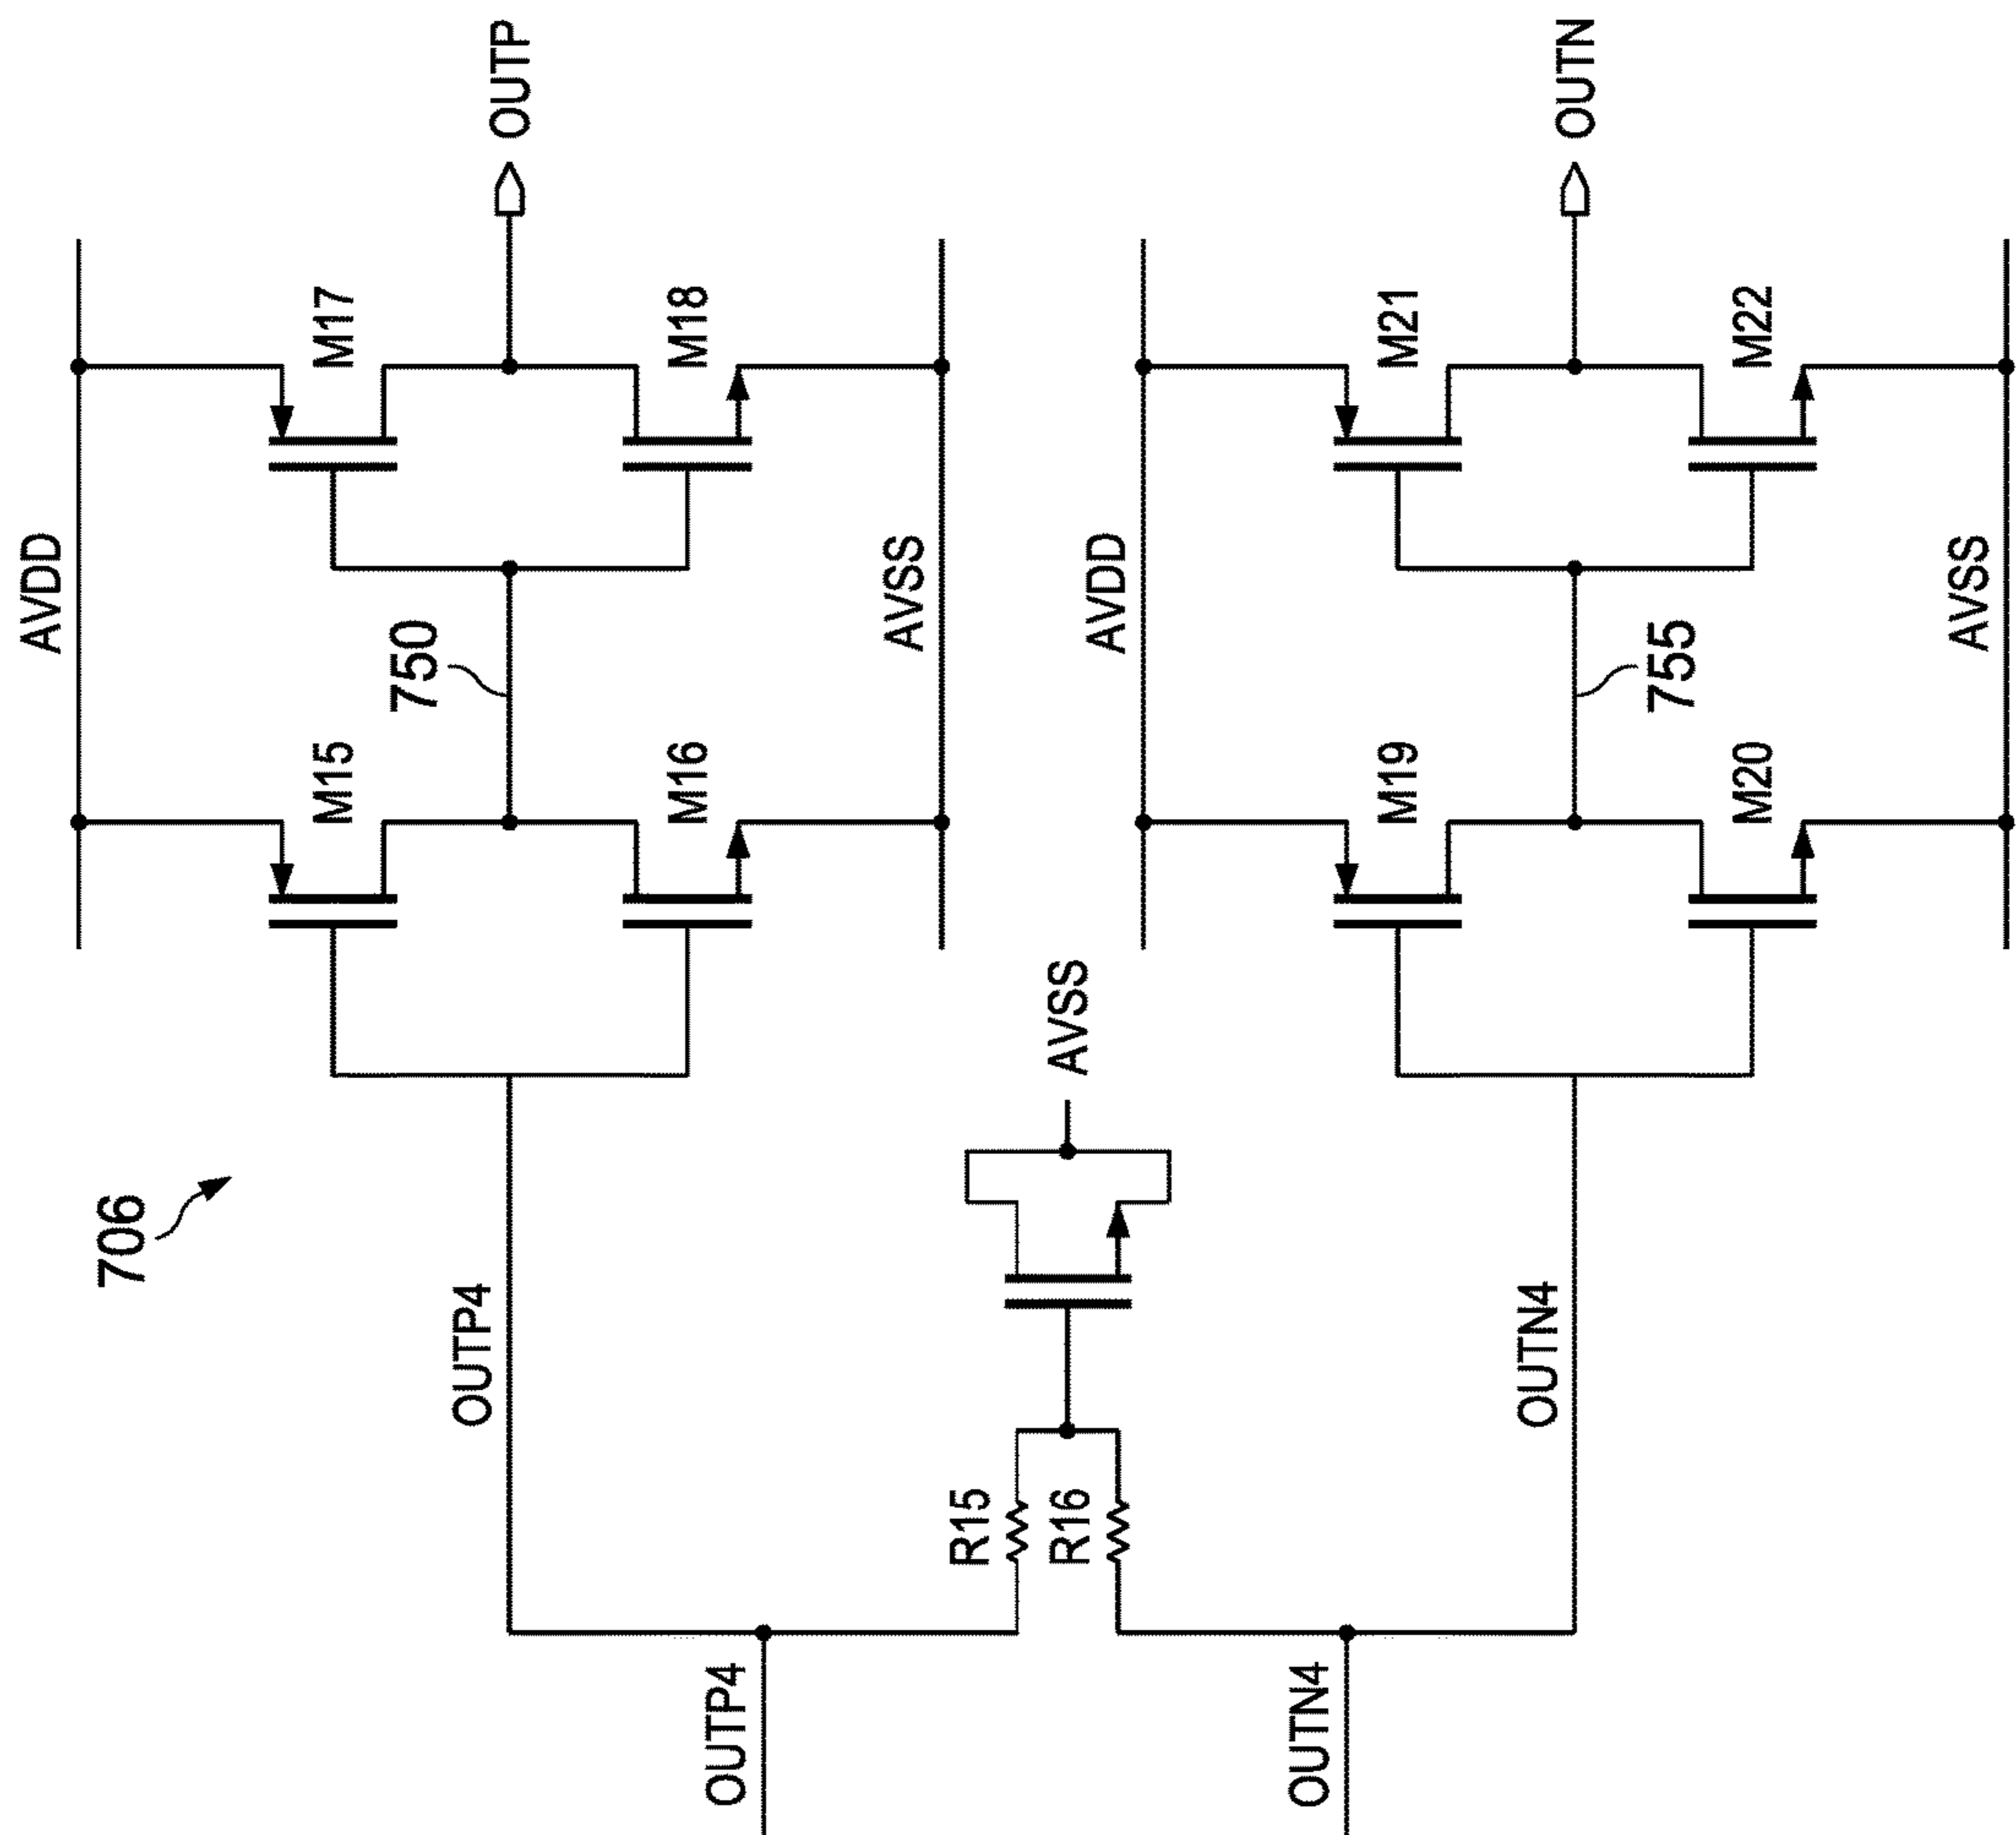 AVDD
706
M15
M17
750
OUTP4
OUTP
M16
M18
OUTP4
AVSS
R15
R16
AVSS
AVDD
OUTN4
M19
M21
OUTN4
OUTN
755
M20
M22
AVSS